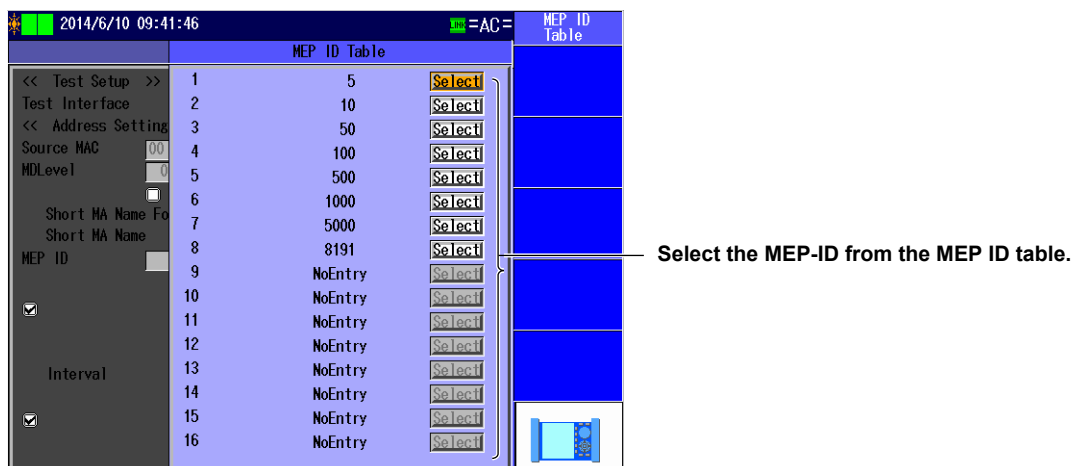 2014/6/10 09:41:46
LINK =AC=
MEP ID
Table
MEP ID Table
<< Test Setup >>
Test Interface
<< Address Setting
Source MAC 00
MDLevel 0
Short MA Name Fo
Short MA Name
MEP ID
Interval
1 5 Select
2 10 Select
3 50 Select
4 100 Select
5 500 Select
6 1000 Select
7 5000 Select
8 8191 Select
9 NoEntry Select
10 NoEntry Select
11 NoEntry Select
12 NoEntry Select
13 NoEntry Select
14 NoEntry Select
15 NoEntry Select
16 NoEntry Select
Select the MEP-ID from the MEP ID table.